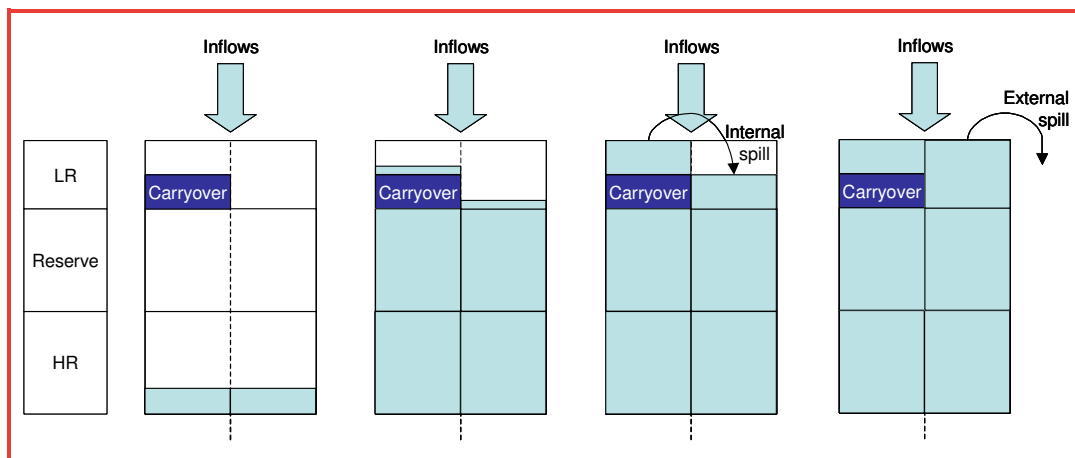 Inflows
Inflows
Inflows
Inflows
External
spill
Internal
spill
LR
Carryover
Carryover
Carryover
Carryover
Reserve
HR